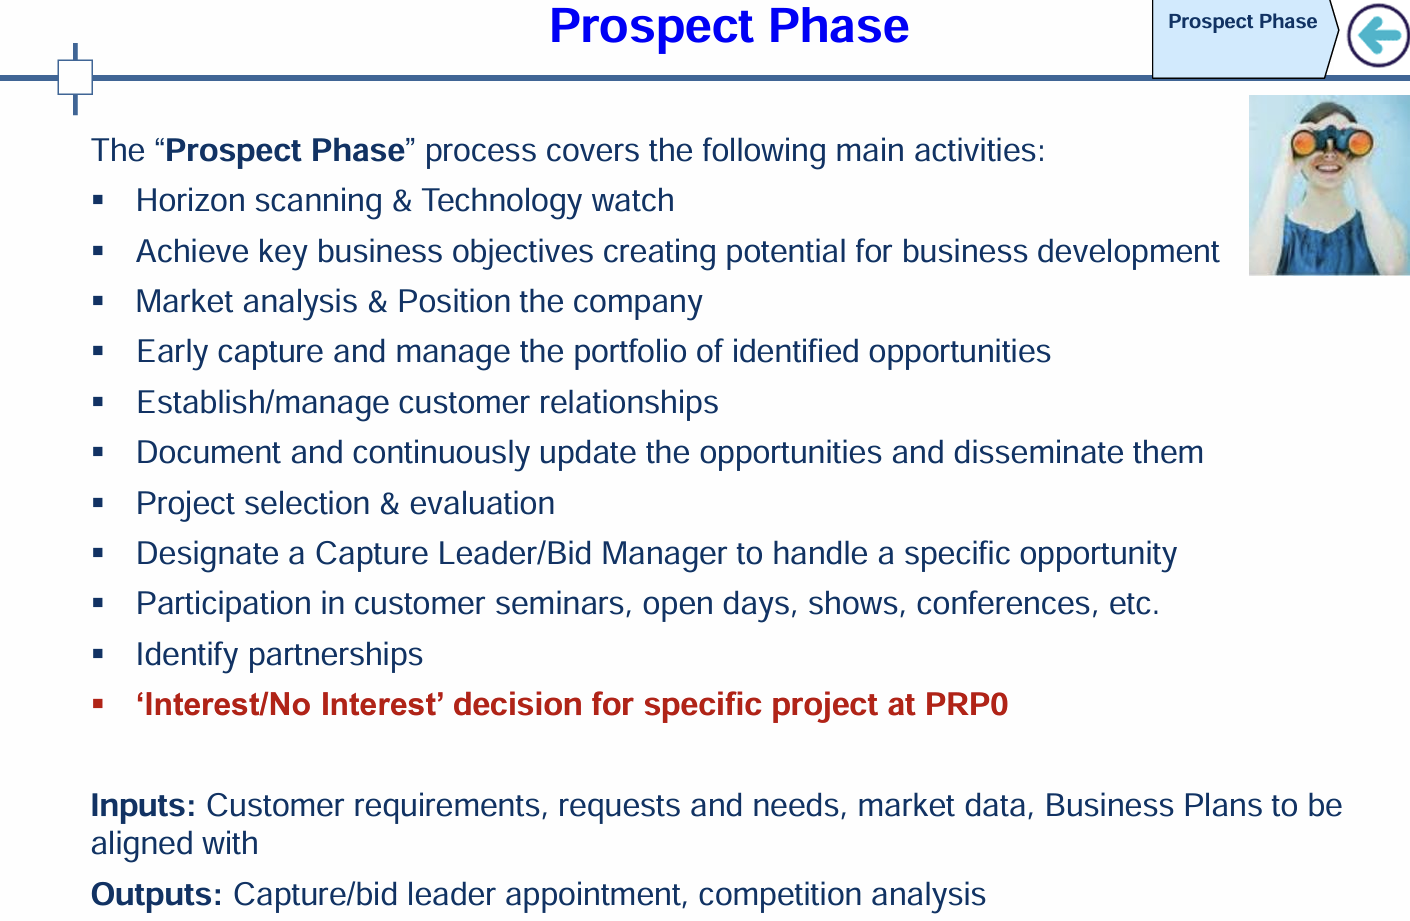 Prospect Phase
Prospect Phase
The “Prospect Phase” process covers the following main activities:
▪ Horizon scanning & Technology watch
▪ Achieve key business objectives creating potential for business development
▪ Market analysis & Position the company
▪ Early capture and manage the portfolio of identified opportunities
▪ Establish/manage customer relationships
▪ Document and continuously update the opportunities and disseminate them
▪ Project selection & evaluation
▪ Designate a Capture Leader/Bid Manager to handle a specific opportunity
▪ Participation in customer seminars, open days, shows, conferences, etc.
▪ Identify partnerships
▪ ‘Interest/No Interest’ decision for specific project at PRP0
Inputs: Customer requirements, requests and needs, market data, Business Plans to be
aligned with
Outputs: Capture/bid leader appointment, competition analysis